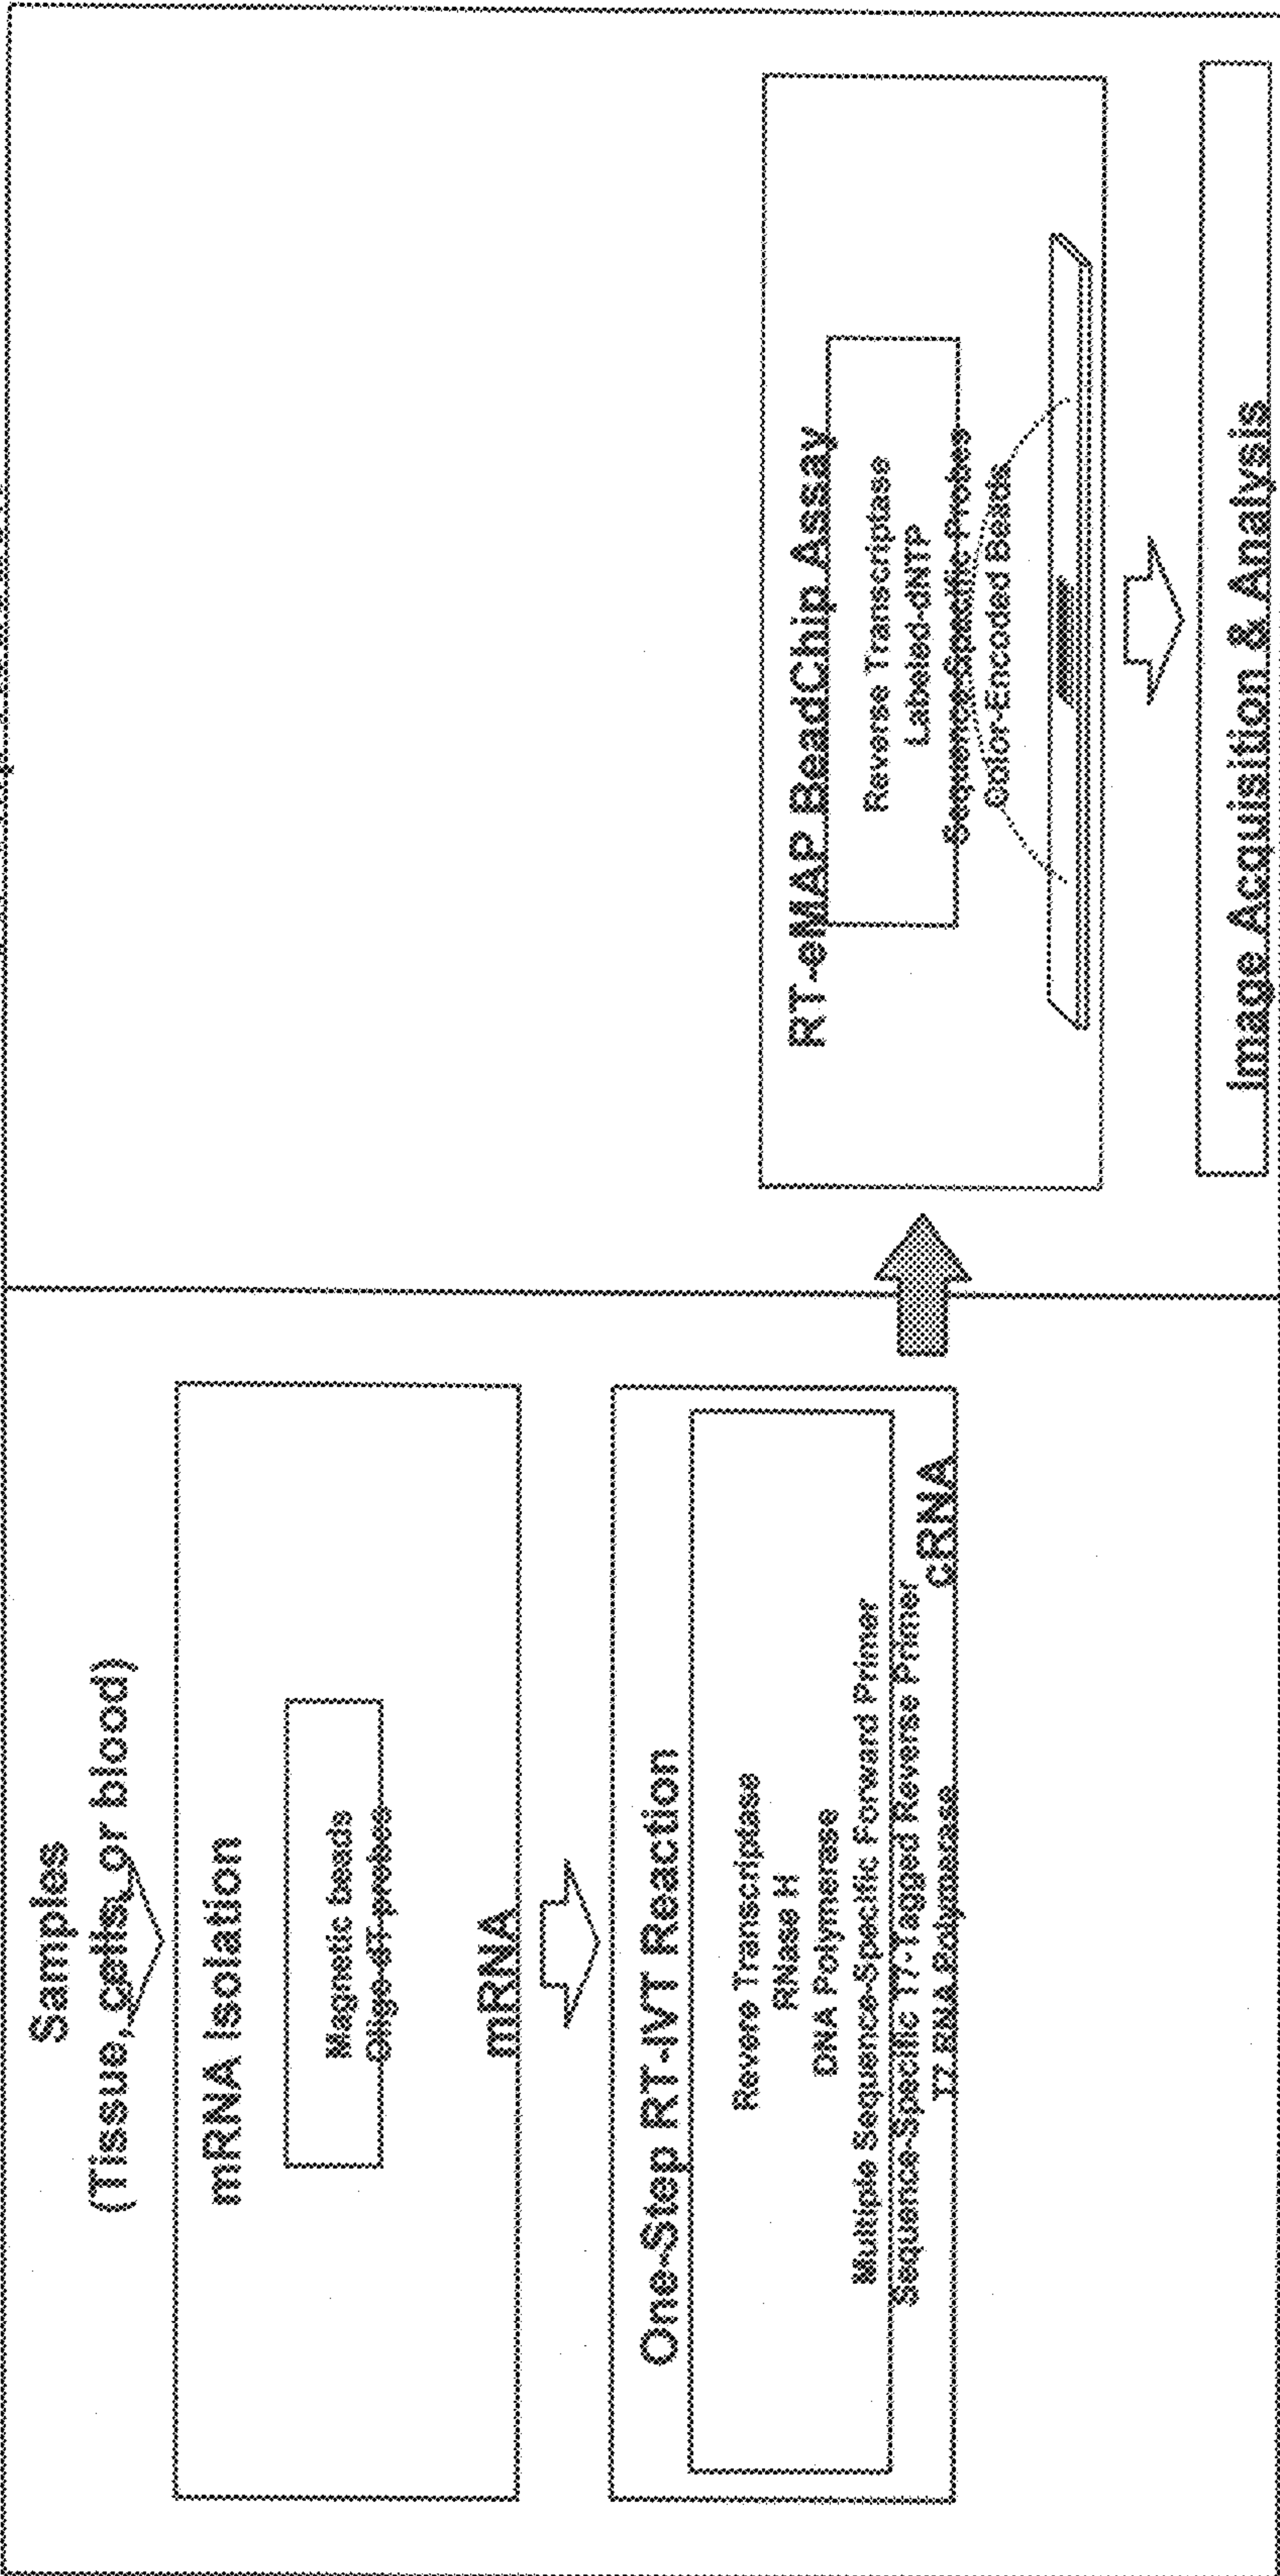 Samples
(Tissue, cells, or blood)
mRNA Isolation
Magnetic beads
Oligo-dT probes
mRNA
One-Step RT-IVT Reaction
Revere Transcriptase
RNase H
DNA Polymerase
Multiple Sequence-Specific Forward Primer
Sequence-Specific T7-Tagged Reverse Primer
T7 RNA Polymerase
cRNA
RT-eMAP BeadChip Assay
Reverse Transcriptase
Labeled-dNTP
Sequence-Specific Probes
Color-Encoded Beads
Image Acquisition & Analysis